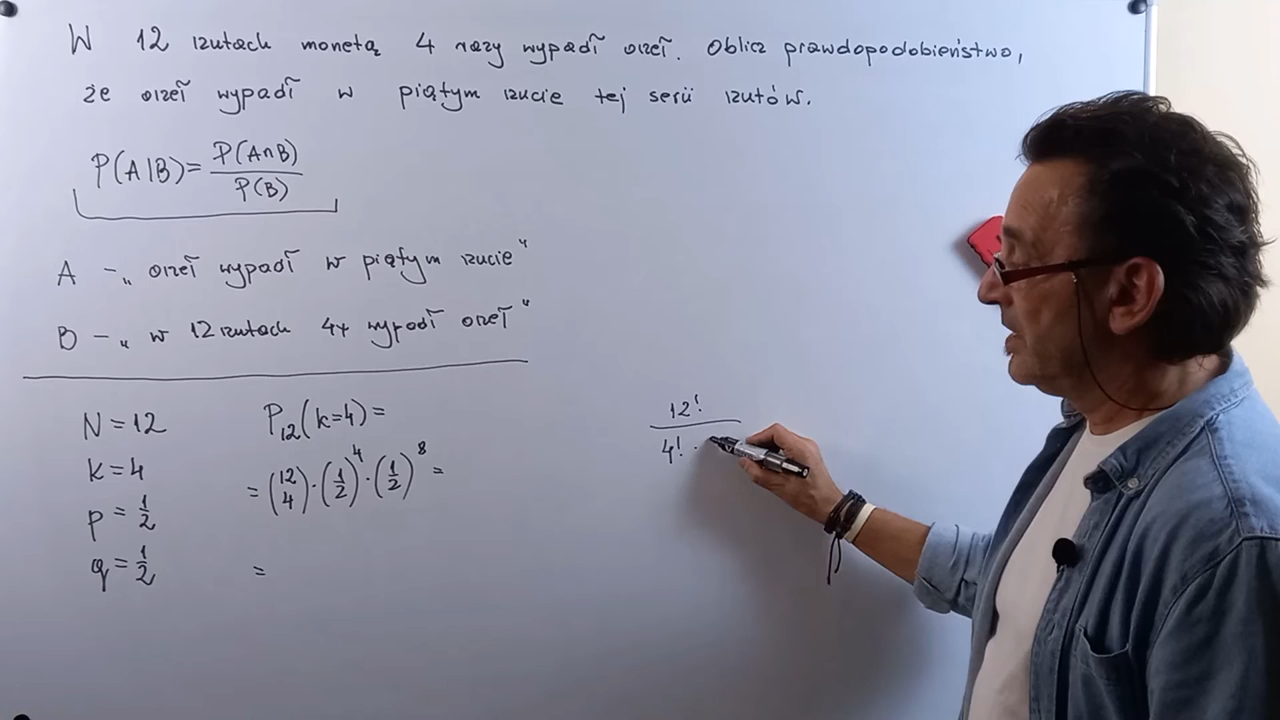 W 12 rzutach monetą 4 razy wypadł orzeł. Oblicz prawdopodobieństwo,
że orzeł wypadł w piątym rzucie tej serii rzutów.
P(A|B) = P(A∩B) / P(B)
A - „orzeł wypadł w piątym rzucie"
B - „w 12 rzutach 4x wypadł orzeł"
N = 12
k = 4
p = 1/2
q = 1/2
P₁₂(k=4) =
= (12 4) · (1/2)⁴ · (1/2)⁸ =
=
12! / 4! ·